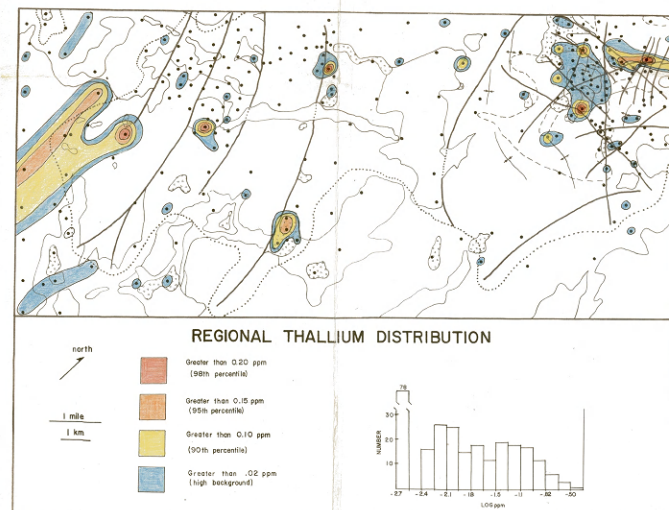 REGIONAL THALLIUM DISTRIBUTION
north
1 mile
1 km
Greater than 0.20 ppm
(98th percentile)
Greater than 0.15 ppm
(95th percentile)
Greater than 0.10 ppm
(90th percentile)
Greater than .02 ppm
(high background)
78
30
20
10
NUMBER
-2.7 -2.4 -2.1 -1.8 -1.5 -1.1 -.82 -.50
LOG ppm